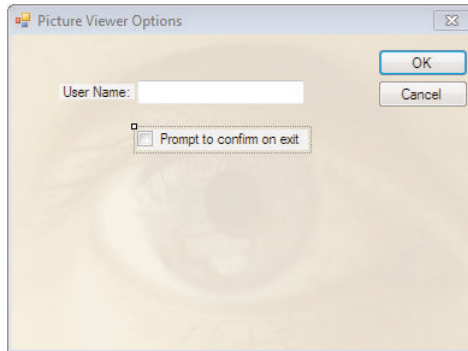 Picture Viewer Options
OK
User Name:
Cancel
Prompt to confirm on exit